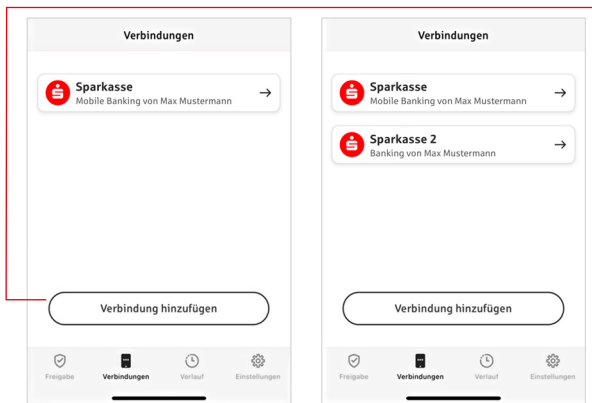 Verbindungen
Sparkasse
Mobile Banking von Max Mustermann
Verbindung hinzufügen
Freigabe
Verbindungen
Verlauf
Einstellungen
Verbindungen
Sparkasse
Mobile Banking von Max Mustermann
Sparkasse 2
Banking von Max Mustermann
Verbindung hinzufügen
Freigabe
Verbindungen
Verlauf
Einstellungen